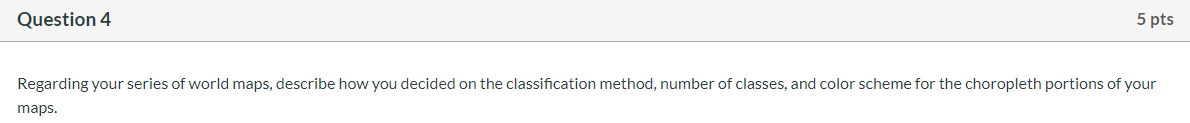 Question 4 5 pts
Regarding your series of world maps, describe how you decided on the classification method, number of classes, and color scheme for the choropleth portions of your
maps.